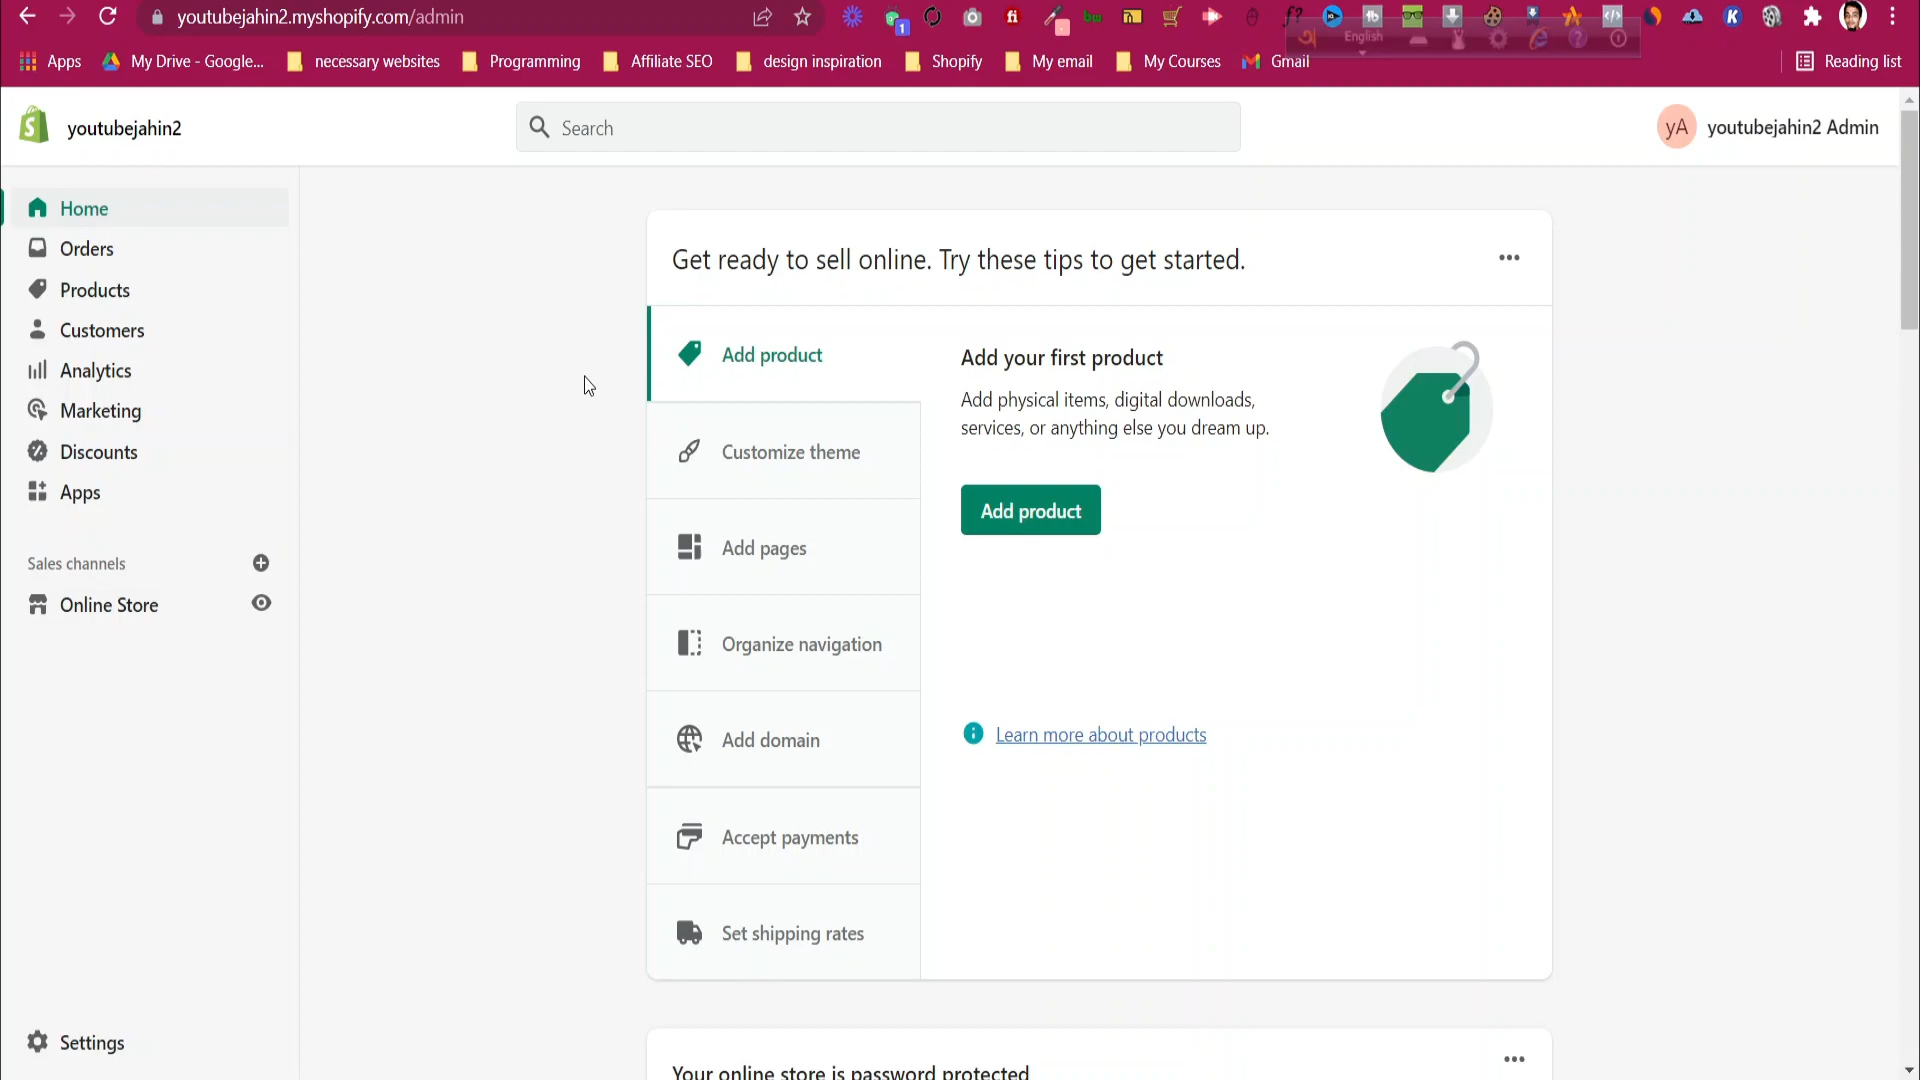 youtubejahin2.myshopify.com/admin
1
fi
bw
f?
tb
K
English
Apps
My Drive - Google...
necessary websites
Programming
Affiliate SEO
design inspiration
Shopify
My email
My Courses
Gmail
Reading list
youtubejahin2
Search
yA
youtubejahin2 Admin
Home
Orders
Products
Customers
Analytics
Marketing
Discounts
Apps
Sales channels
Online Store
Settings
Get ready to sell online. Try these tips to get started.
Add product
Customize theme
Add pages
Organize navigation
Add domain
Accept payments
Set shipping rates
Add your first product
Add physical items, digital downloads,
services, or anything else you dream up.
Add product
Learn more about products
Your online store is password protected